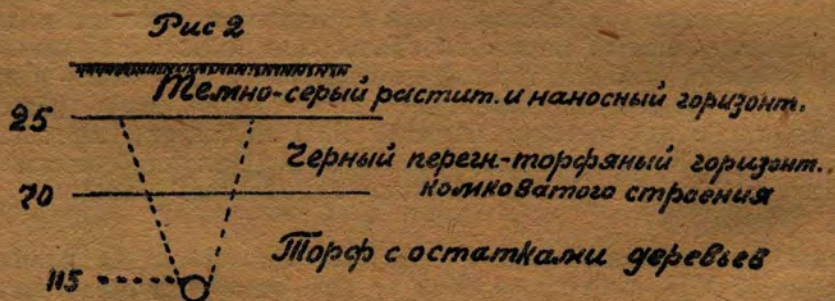 Рис 2
Темно-серый растит. и наносный горизонт.
25
Черный перегн-торфяный горизонт.,
комковатого строения
70
Торф с остатками деревьев
115